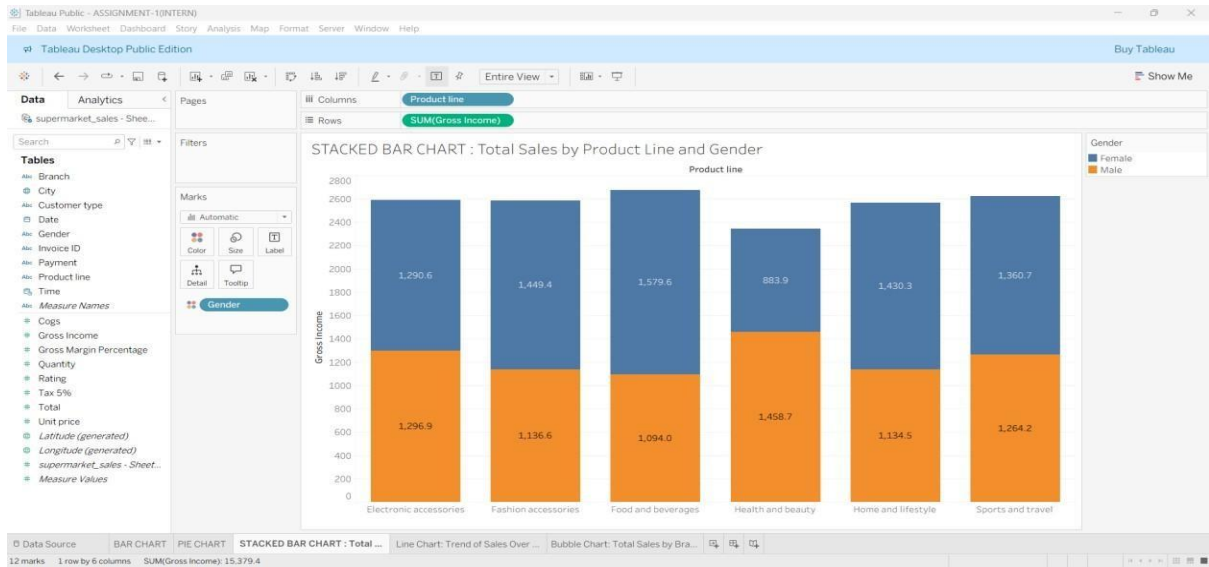 Tableau Public - ASSIGNMENT-1(INTERN)
File Data Worksheet Dashboard Story Analysis Map Format Server Window Help
Tableau Desktop Public Edition
Buy Tableau
Entire View
Show Me
Data Analytics
Pages
Columns
Product line
supermarket_sales - Shee...
Rows
SUM(Gross Income)
Search
Filters
STACKED BAR CHART : Total Sales by Product Line and Gender
Gender
Female
Male
Tables
Abc Branch
City
Abc Customer type
Date
Abc Gender
Abc Invoice ID
Abc Payment
Abc Product line
Time
Abc Measure Names
Cogs
Gross Income
Gross Margin Percentage
Quantity
Rating
Tax 5%
Total
Unit price
Latitude (generated)
Longitude (generated)
supermarket_sales - Sheet...
Measure Values
Marks
Automatic
Color Size Label
Detail Tooltip
Gender
Product line
Gross Income
2800
2600
2400
2200
2000
1800
1600
1400
1200
1000
800
600
400
200
0
1,290.6 1,449.4 1,579.6 883.9 1,430.3 1,360.7
1,296.9 1,136.6 1,094.0 1,458.7 1,134.5 1,264.2
Electronic accessories Fashion accessories Food and beverages Health and beauty Home and lifestyle Sports and travel
Data Source BAR CHART PIE CHART STACKED BAR CHART : Total ... Line Chart: Trend of Sales Over ... Bubble Chart: Total Sales by Bra...
12 marks 1 row by 6 columns SUM(Gross Income): 15,379.4